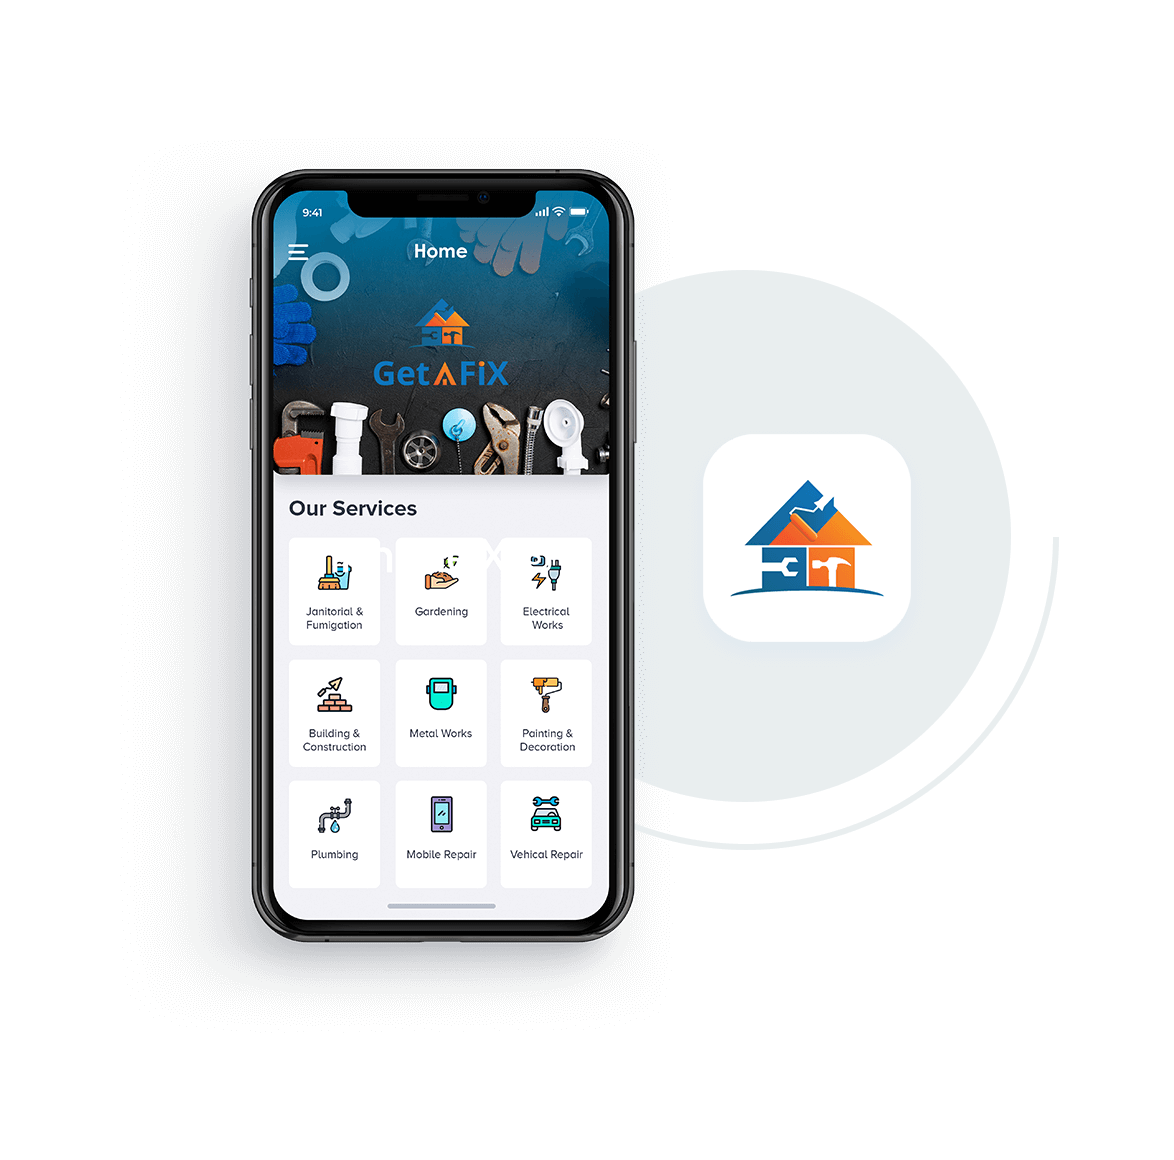 9:41
Home
GetAFiX
Our Services
Janitorial &
Fumigation
Gardening
Electrical
Works
Building &
Construction
Metal Works
Painting &
Decoration
Plumbing
Mobile Repair
Vehical Repair